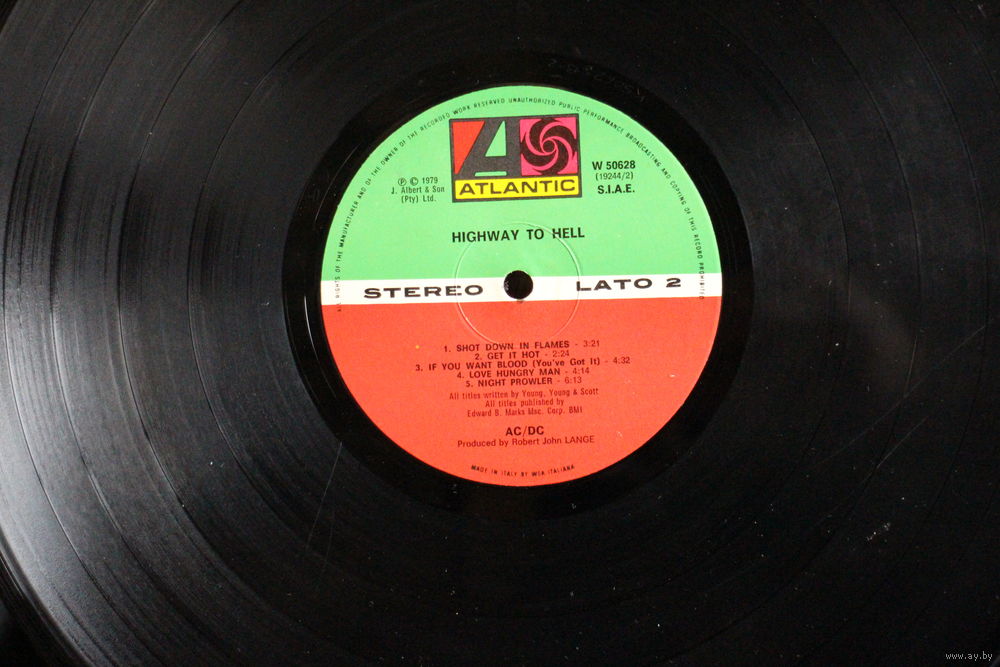 ALL RIGHTS OF THE MANUFACTURER AND OF THE OWNER OF THE RECORDED WORK RESERVED UNAUTHORIZED PUBLIC PERFORMANCE BROADCASTING AND COPYING OF THIS RECORD PROHIBITED
ATLANTIC
℗ © 1979
J. Albert & Son
(Pty) Ltd.
W 50628
(19244/2)
S.I.A.E.
HIGHWAY TO HELL
STEREO LATO 2
1. SHOT DOWN IN FLAMES - 3:21
2. GET IT HOT - 2:24
3. IF YOU WANT BLOOD (You've Got It) - 4:32
4. LOVE HUNGRY MAN - 4:14
5. NIGHT PROWLER - 6:13
All titles written by Young, Young & Scott
All titles published by
Edward B. Marks Msc. Corp. BMI
AC/DC
Produced by Robert John LANGE
MADE IN ITALY BY WEA ITALIANA
www.ay.by